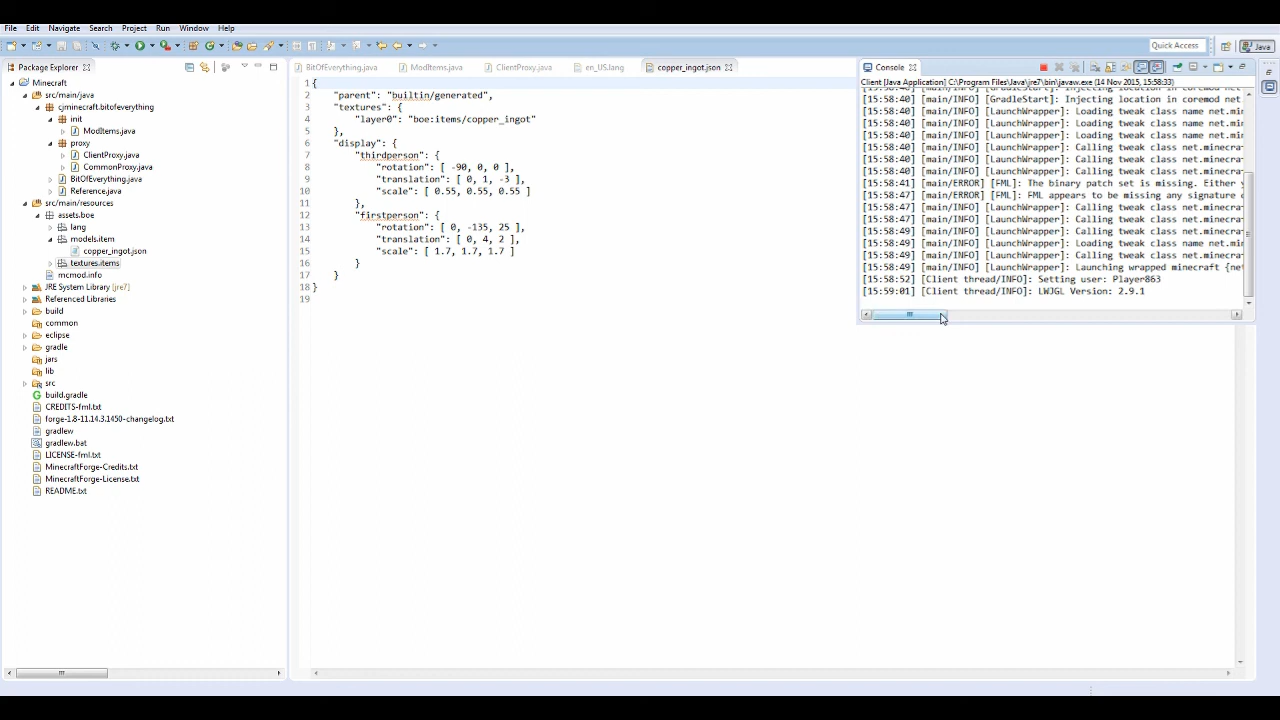 File Edit Navigate Search Project Run Window Help
Quick Access
Java
Package Explorer
Minecraft
src/main/java
cjminecraft.bitofeverything
init
ModItems.java
proxy
ClientProxy.java
CommonProxy.java
BitOfEverything.java
Reference.java
src/main/resources
assets.boe
lang
models.item
copper_ingot.json
textures.items
mcmod.info
JRE System Library [jre7]
Referenced Libraries
build
common
eclipse
gradle
jars
lib
src
build.gradle
CREDITS-fml.txt
forge-1.8-11.14.3.1450-changelog.txt
gradlew
gradlew.bat
LICENSE-fml.txt
MinecraftForge-Credits.txt
MinecraftForge-License.txt
README.txt
BitOfEverything.java ModItems.java ClientProxy.java en_US.lang copper_ingot.json
1 {
2 "parent": "builtin/generated",
3 "textures": {
4 "layer0": "boe:items/copper_ingot"
5 },
6 "display": {
7 "thirdperson": {
8 "rotation": [ -90, 0, 0 ],
9 "translation": [ 0, 1, -3 ],
10 "scale": [ 0.55, 0.55, 0.55 ]
11 },
12 "firstperson": {
13 "rotation": [ 0, -135, 25 ],
14 "translation": [ 0, 4, 2 ],
15 "scale": [ 1.7, 1.7, 1.7 ]
16 }
17 }
18 }
19
Console
Client [Java Application] C:\Program Files\Java\jre7\bin\javaw.exe (14 Nov 2015, 15:58:33)
[15:58:40] [main/INFO] [GradleStart]: Injecting location in coremod net
[15:58:40] [main/INFO] [GradleStart]: Injecting location in coremod net
[15:58:40] [main/INFO] [LaunchWrapper]: Loading tweak class name net.mi
[15:58:40] [main/INFO] [LaunchWrapper]: Loading tweak class name net.mi
[15:58:40] [main/INFO] [LaunchWrapper]: Loading tweak class name net.mi
[15:58:40] [main/INFO] [LaunchWrapper]: Calling tweak class net.minecra
[15:58:40] [main/INFO] [LaunchWrapper]: Calling tweak class net.minecra
[15:58:40] [main/INFO] [LaunchWrapper]: Calling tweak class net.minecra
[15:58:41] [main/ERROR] [FML]: The binary patch set is missing. Either y
[15:58:47] [main/ERROR] [FML]: FML appears to be missing any signature d
[15:58:47] [main/INFO] [LaunchWrapper]: Calling tweak class net.minecra
[15:58:47] [main/INFO] [LaunchWrapper]: Calling tweak class net.minecra
[15:58:49] [main/INFO] [LaunchWrapper]: Calling tweak class net.minecra
[15:58:49] [main/INFO] [LaunchWrapper]: Loading tweak class name net.mi
[15:58:49] [main/INFO] [LaunchWrapper]: Calling tweak class net.minecra
[15:58:49] [main/INFO] [LaunchWrapper]: Launching wrapped minecraft {net
[15:58:52] [Client thread/INFO]: Setting user: Player863
[15:59:01] [Client thread/INFO]: LWJGL Version: 2.9.1